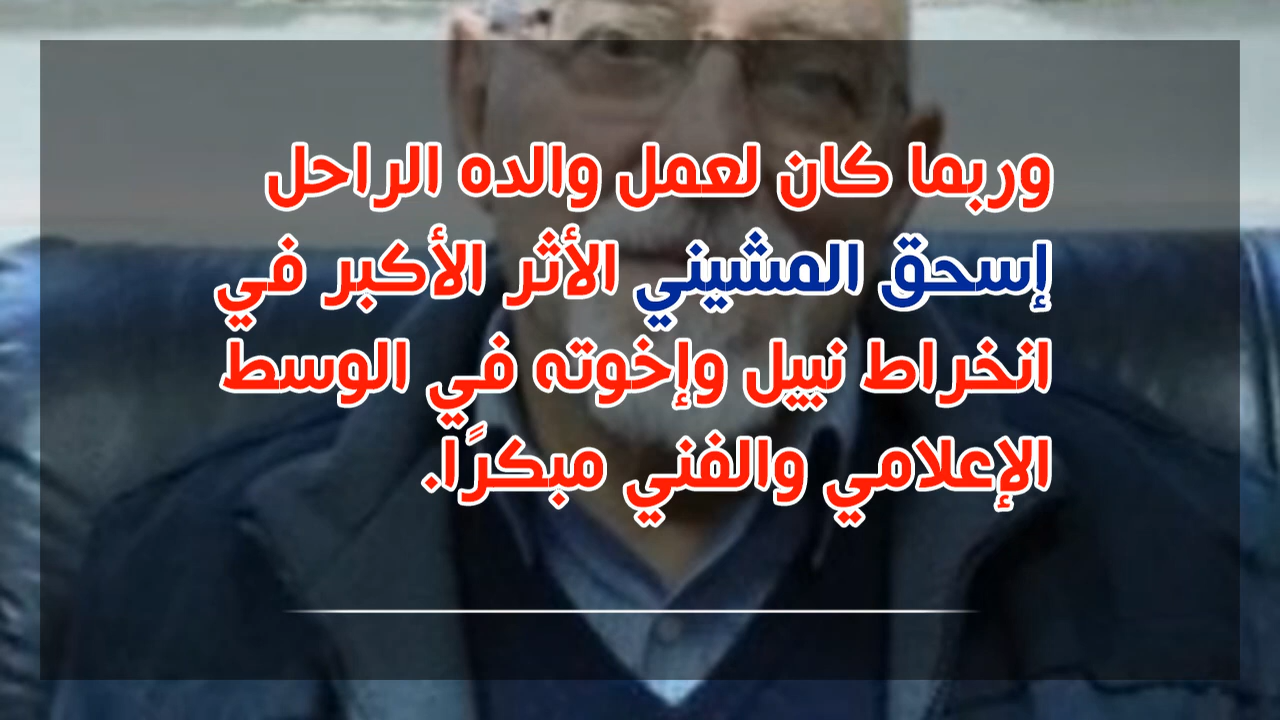 وربما كان لعمل والده الراحل
إسحق المشيني الأثر الأكبر في
انخراط نبيل وإخوته في الوسط
الإعلامي والفني مبكرًا.